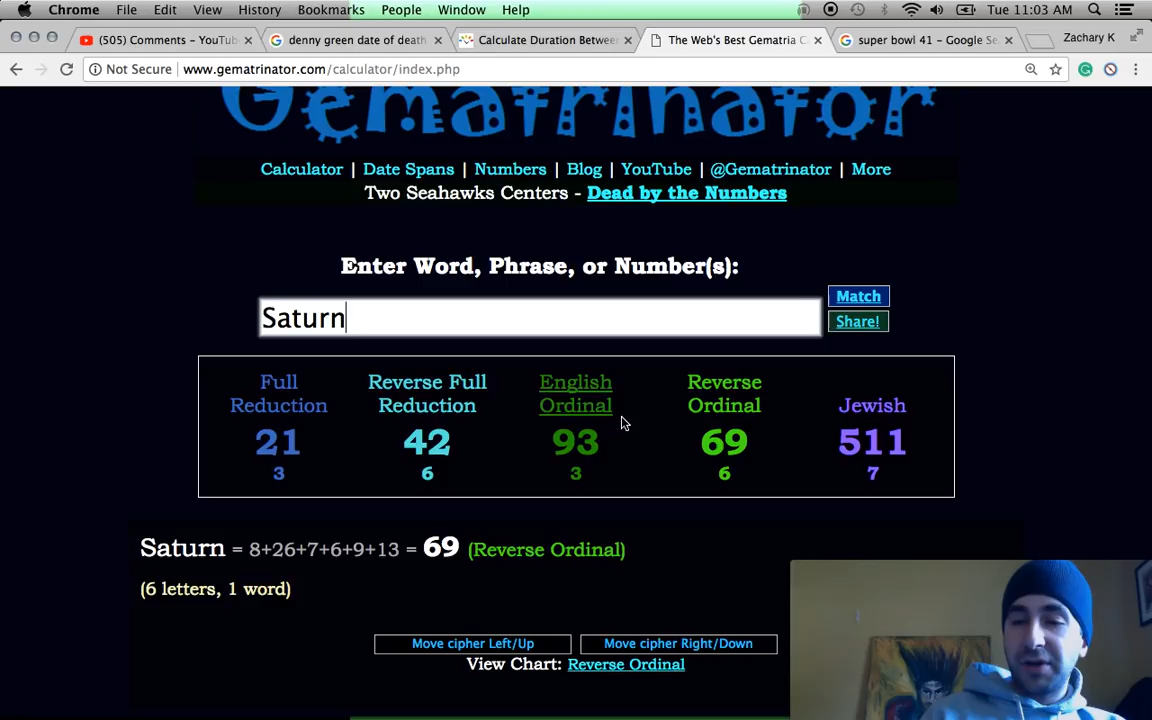 Chrome File Edit View History Bookmarks People Window Help Tue 11:03 AM
(505) Comments - YouTub denny green date of death Calculate Duration Betwee The Web's Best Gematria C super bowl 41 - Google Se Zachary K
Not Secure www.gematrinator.com/calculator/index.php
Gematrinator
Calculator | Date Spans | Numbers | Blog | YouTube | @Gematrinator | More
Two Seahawks Centers - Dead by the Numbers
Enter Word, Phrase, or Number(s):
Match
Saturn
Share!
Full Reverse Full English Reverse
Reduction Reduction Ordinal Ordinal Jewish
21 42 93 69 511
3 6 3 6 7
Saturn = 8+26+7+6+9+13 = 69 (Reverse Ordinal)
(6 letters, 1 word)
Move cipher Left/Up Move cipher Right/Down
View Chart: Reverse Ordinal